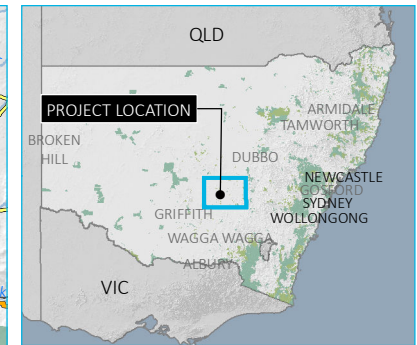 QLD
PROJECT LOCATION
ARMIDALE
TAMWORTH
BROKEN
HILL
DUBBO
NEWCASTLE
GOSFORD
SYDNEY
GRIFFITH
WOLLONGONG
WAGGA WAGGA
ALBURY
VIC